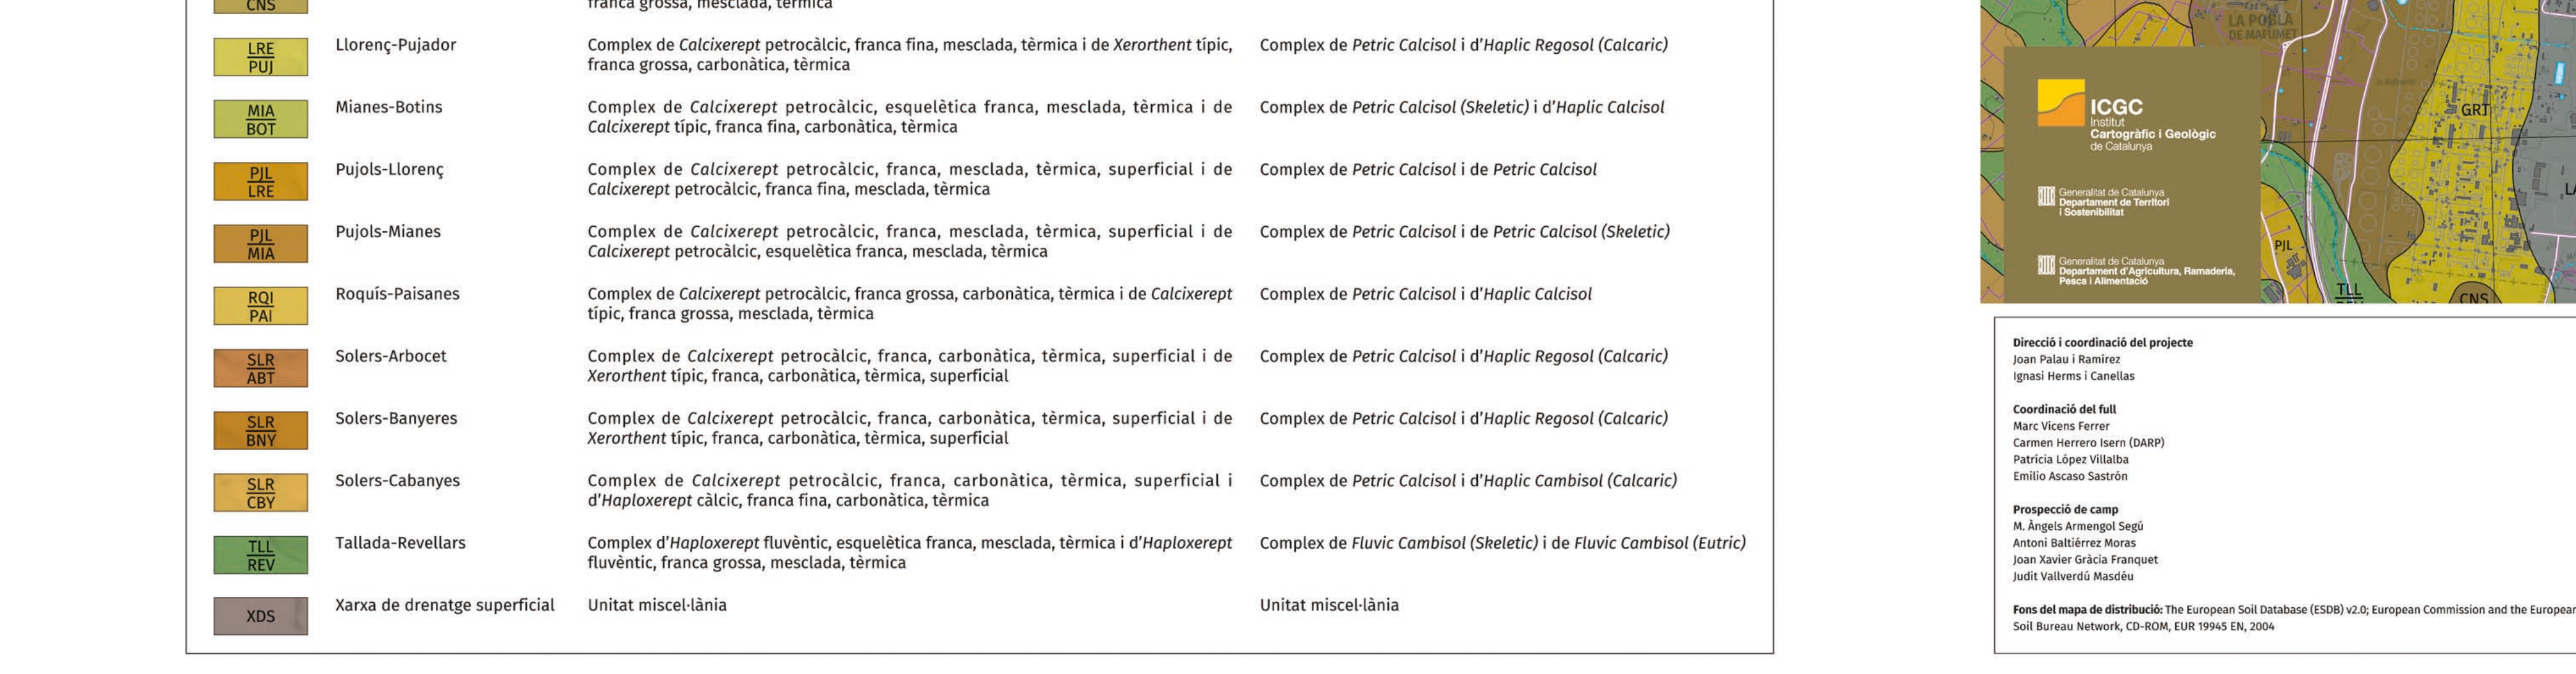 CNS
franca grossa, mesclada, tèrmica
LRE
PUJ
Llorenç-Pujador
Complex de Calcixerept petrocàlcic, franca fina, mesclada, tèrmica i de Xerorthent típic,
franca grossa, carbonàtica, tèrmica
Complex de Petric Calcisol i d'Haplic Regosol (Calcaric)
MIA
BOT
Mianes-Botins
Complex de Calcixerept petrocàlcic, esquelètica franca, mesclada, tèrmica i de
Calcixerept típic, franca fina, carbonàtica, tèrmica
Complex de Petric Calcisol (Skeletic) i d'Haplic Calcisol
PJL
LRE
Pujols-Llorenç
Complex de Calcixerept petrocàlcic, franca, mesclada, tèrmica, superficial i de
Calcixerept petrocàlcic, franca fina, mesclada, tèrmica
Complex de Petric Calcisol i de Petric Calcisol
PJL
MIA
Pujols-Mianes
Complex de Calcixerept petrocàlcic, franca, mesclada, tèrmica, superficial i de
Calcixerept petrocàlcic, esquelètica franca, mesclada, tèrmica
Complex de Petric Calcisol i de Petric Calcisol (Skeletic)
RQI
PAI
Roquís-Paisanes
Complex de Calcixerept petrocàlcic, franca grossa, carbonàtica, tèrmica i de Calcixerept
típic, franca grossa, mesclada, tèrmica
Complex de Petric Calcisol i d'Haplic Calcisol
SLR
ABT
Solers-Arbocet
Complex de Calcixerept petrocàlcic, franca, carbonàtica, tèrmica, superficial i de
Xerorthent típic, franca, carbonàtica, tèrmica, superficial
Complex de Petric Calcisol i d'Haplic Regosol (Calcaric)
SLR
BNY
Solers-Banyeres
Complex de Calcixerept petrocàlcic, franca, carbonàtica, tèrmica, superficial i de
Xerorthent típic, franca, carbonàtica, tèrmica, superficial
Complex de Petric Calcisol i d'Haplic Regosol (Calcaric)
SLR
CBY
Solers-Cabanyes
Complex de Calcixerept petrocàlcic, franca, carbonàtica, tèrmica, superficial i
d'Haploxerept càlcic, franca fina, carbonàtica, tèrmica
Complex de Petric Calcisol i d'Haplic Cambisol (Calcaric)
TLL
REV
Tallada-Revellars
Complex d'Haploxerept fluvèntic, esquelètica franca, mesclada, tèrmica i d'Haploxerept
fluvèntic, franca grossa, mesclada, tèrmica
Complex de Fluvic Cambisol (Skeletic) i de Fluvic Cambisol (Eutric)
XDS
Xarxa de drenatge superficial
Unitat miscel·lània
Unitat miscel·lània
LA POBLA
DE MAFUMET
GRT
PJL
TLL
CNS
ICGC
Institut
Cartogràfic i Geològic
de Catalunya
Generalitat de Catalunya
Departament de Territori
i Sostenibilitat
Generalitat de Catalunya
Departament d'Agricultura, Ramaderia,
Pesca i Alimentació
Direcció i coordinació del projecte
Joan Palau i Ramírez
Ignasi Herms i Canellas
Coordinació del full
Marc Vicens Ferrer
Carmen Herrero Isern (DARP)
Patrícia López Villalba
Emilio Ascaso Sastrón
Prospecció de camp
M. Àngels Armengol Segú
Antoni Baltiérrez Moras
Joan Xavier Gràcia Franquet
Judit Vallverdú Masdéu
Fons del mapa de distribució: The European Soil Database (ESDB) v2.0; European Commission and the European
Soil Bureau Network, CD-ROM, EUR 19945 EN, 2004